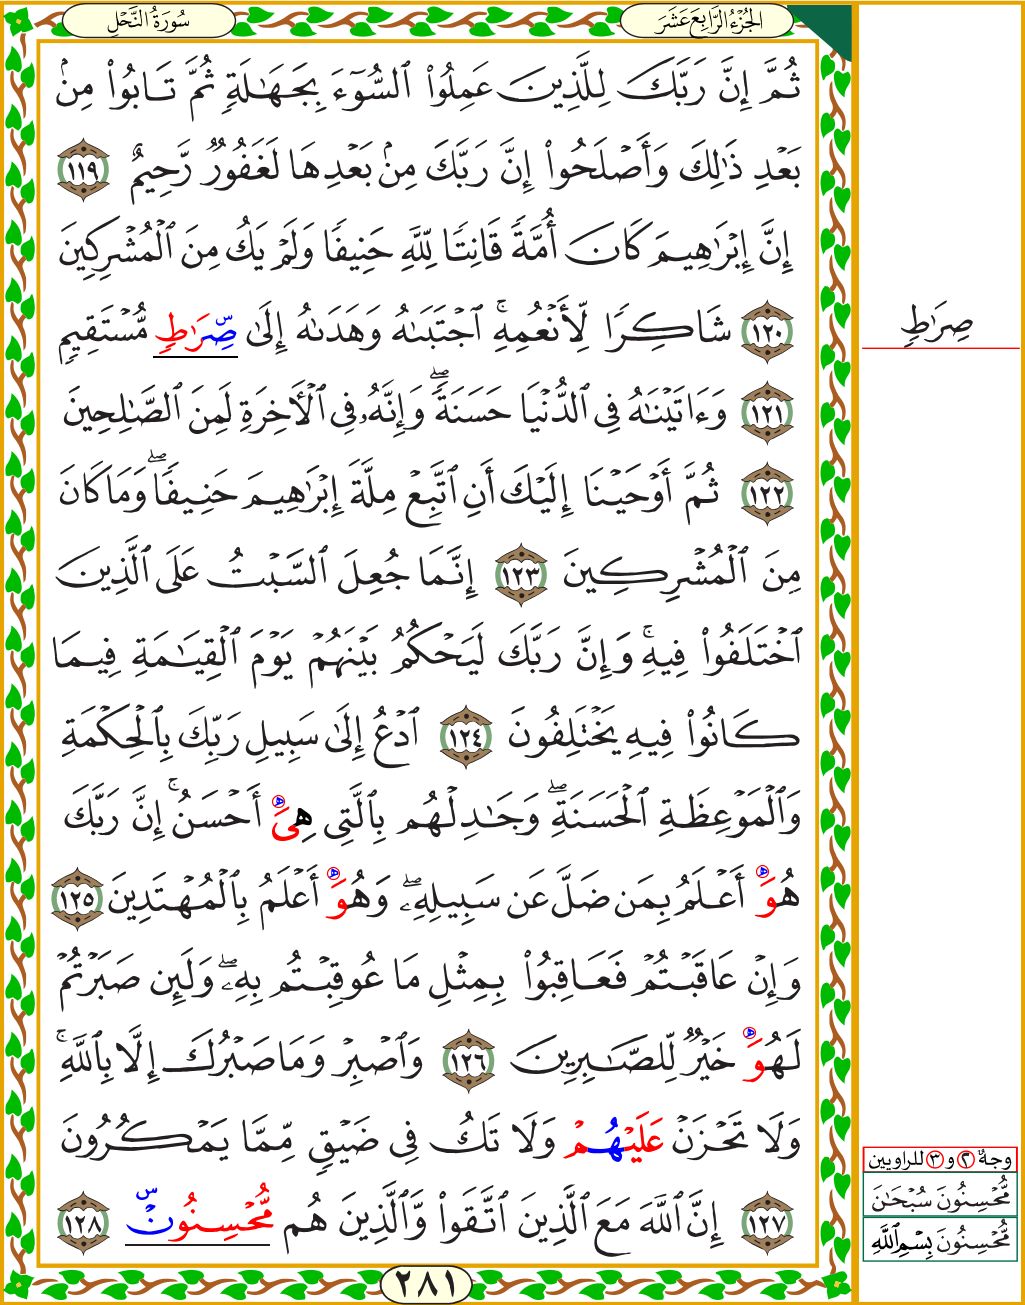 الجُزْءُ الرَّابِعَ عَشَرَ
سُورَةُ النَّحْلِ
ثُمَّ إِنَّ رَبَّكَ لِلَّذِينَ عَمِلُوا۟ ٱلسُّوٓءَ بِجَهَـٰلَةٍ ثُمَّ تَابُوا۟ مِنۢ
بَعْدِ ذَٰلِكَ وَأَصْلَحُوٓا۟ إِنَّ رَبَّكَ مِنۢ بَعْدِهَا لَغَفُورٌ رَّحِيمٌ ١١٩
إِنَّ إِبْرَٰهِيمَ كَانَ أُمَّةً قَانِتًا لِلَّهِ حَنِيفًا وَلَمْ يَكُ مِنَ ٱلْمُشْرِكِينَ
١٢٠ شَاكِرًا لِّأَنْعُمِهِ ۚ ٱجْتَبَىٰهُ وَهَدَىٰهُ إِلَىٰ صِّرَٰطٍ مُّسْتَقِيمٍ
١٢١ وَءَاتَيْنَـٰهُ فِى ٱلدُّنْيَا حَسَنَةً ۖ وَإِنَّهُۥ فِى ٱلْـَٔاخِرَةِ لَمِنَ ٱلصَّـٰلِحِينَ
١٢٢ ثُمَّ أَوْحَيْنَا إِلَيْكَ أَنِ ٱتَّبِعْ مِلَّةَ إِبْرَٰهِيمَ حَنِيفًا ۖ وَمَا كَانَ
مِنَ ٱلْمُشْرِكِينَ ١٢٣ إِنَّمَا جُعِلَ ٱلسَّبْتُ عَلَى ٱلَّذِينَ
ٱخْتَلَفُوا۟ فِيهِ ۚ وَإِنَّ رَبَّكَ لَيَحْكُمُ بَيْنَهُمْ يَوْمَ ٱلْقِيَـٰمَةِ فِيمَا
كَانُوا۟ فِيهِ يَخْتَلِفُونَ ١٢٤ ٱدْعُ إِلَىٰ سَبِيلِ رَبِّكَ بِٱلْحِكْمَةِ
وَٱلْمَوْعِظَةِ ٱلْحَسَنَةِ ۖ وَجَـٰدِلْهُم بِٱلَّتِى هِىَ أَحْسَنُ ۚ إِنَّ رَبَّكَ
هُوَ أَعْلَمُ بِمَن ضَلَّ عَن سَبِيلِهِۦ ۖ وَهُوَ أَعْلَمُ بِٱلْمُهْتَدِينَ ١٢٥
وَإِنْ عَاقَبْتُمْ فَعَاقِبُوا۟ بِمِثْلِ مَا عُوقِبْتُم بِهِۦ ۖ وَلَئِن صَبَرْتُمْ
لَهُوَ خَيْرٌ لِّلصَّـٰبِرِينَ ١٢٦ وَٱصْبِرْ وَمَا صَبْرُكَ إِلَّا بِٱللَّهِ ۚ
وَلَا تَحْزَنْ عَلَيْهُمْ وَلَا تَكُ فِى ضَيْقٍ مِّمَّا يَمْكُرُونَ
١٢٧ إِنَّ ٱللَّهَ مَعَ ٱلَّذِينَ ٱتَّقَوا۟ وَّٱلَّذِينَ هُم مُّحْسِنُونَ ١٢٨
٢٨١
صِرَٰطٍ
وجهٌ ٢ و ٣ للراويين
مُّحْسِنُونَ سُبْحَـٰنَ
مُّحْسِنُونَ بِسْمِ ٱللَّهِ